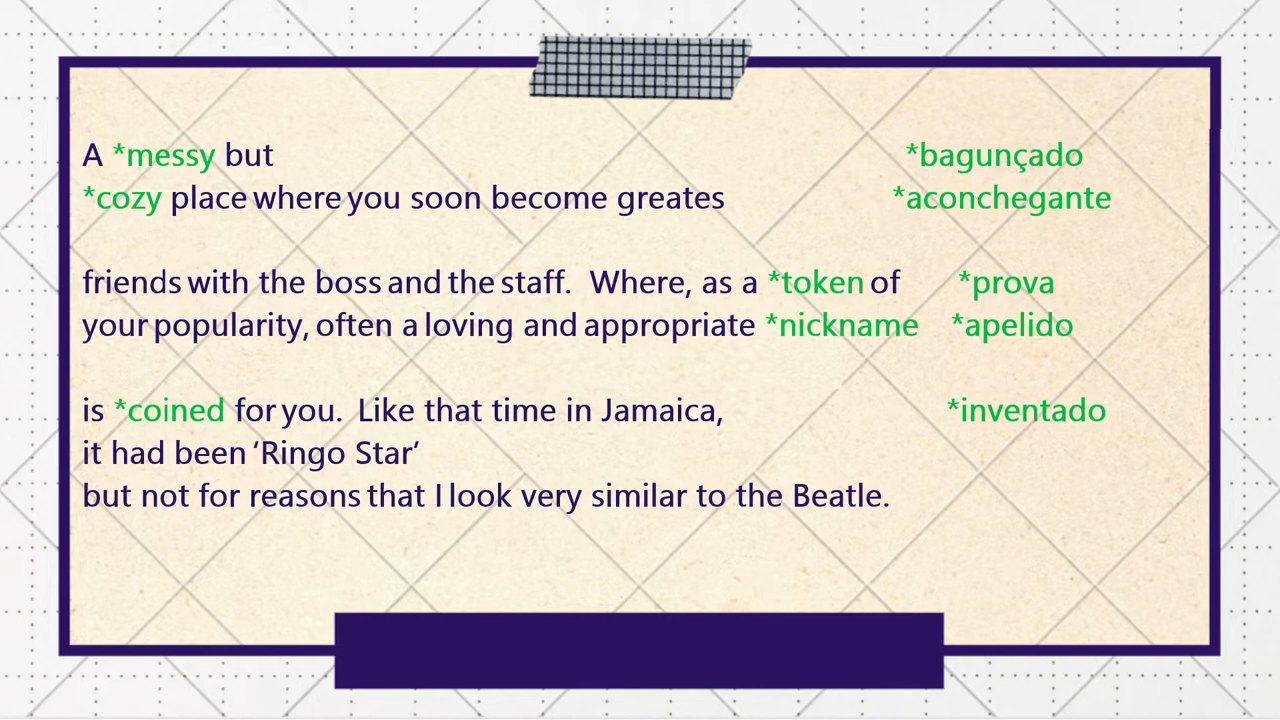 A *messy but *bagunçado
*cozy place where you soon become greates *aconchegante
friends with the boss and the staff. Where, as a *token of *prova
your popularity, often a loving and appropriate *nickname *apelido
is *coined for you. Like that time in Jamaica, *inventado
it had been ‘Ringo Star’
but not for reasons that I look very similar to the Beatle.